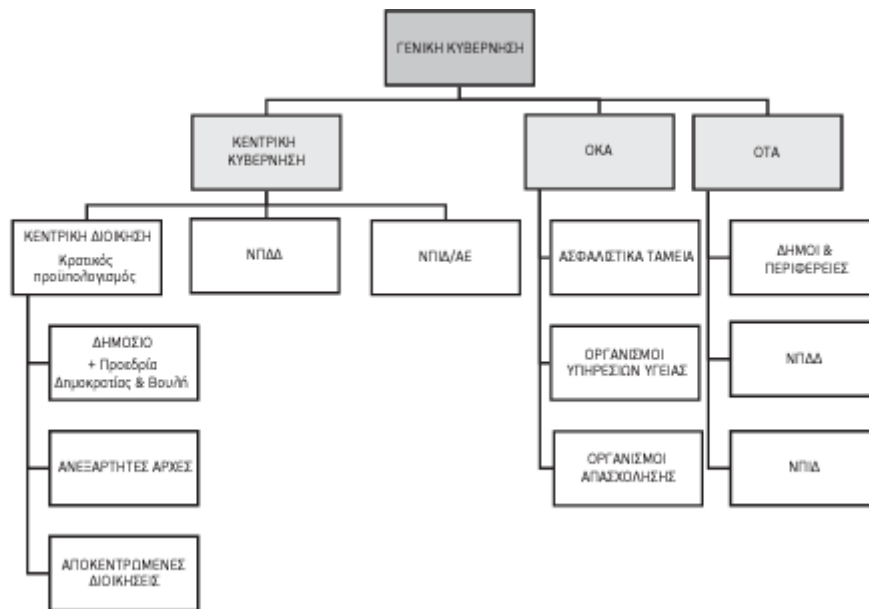 ΓΕΝΙΚΗ ΚΥΒΕΡΝΗΣΗ
ΚΕΝΤΡΙΚΗ
ΚΥΒΕΡΝΗΣΗ
ΟΚΑ
ΟΤΑ
ΚΕΝΤΡΙΚΗ ΔΙΟΙΚΗΣΗ
Κρατικός
προϋπολογισμός
ΝΠΔΔ
ΝΠΙΔ/ΑΕ
ΑΣΦΑΛΙΣΤΙΚΑ ΤΑΜΕΙΑ
ΔΗΜΟΙ &
ΠΕΡΙΦΕΡΕΙΕΣ
ΔΗΜΟΣΙΟ
+ Προεδρία
Δημοκρατίας & Βουλή
ΟΡΓΑΝΙΣΜΟΙ
ΥΠΗΡΕΣΙΩΝ ΥΓΕΙΑΣ
ΝΠΔΔ
ΑΝΕΞΑΡΤΗΤΕΣ ΑΡΧΕΣ
ΟΡΓΑΝΙΣΜΟΙ
ΑΠΑΣΧΟΛΗΣΗΣ
ΝΠΙΔ
ΑΠΟΚΕΝΤΡΩΜΕΝΕΣ
ΔΙΟΙΚΗΣΕΙΣ